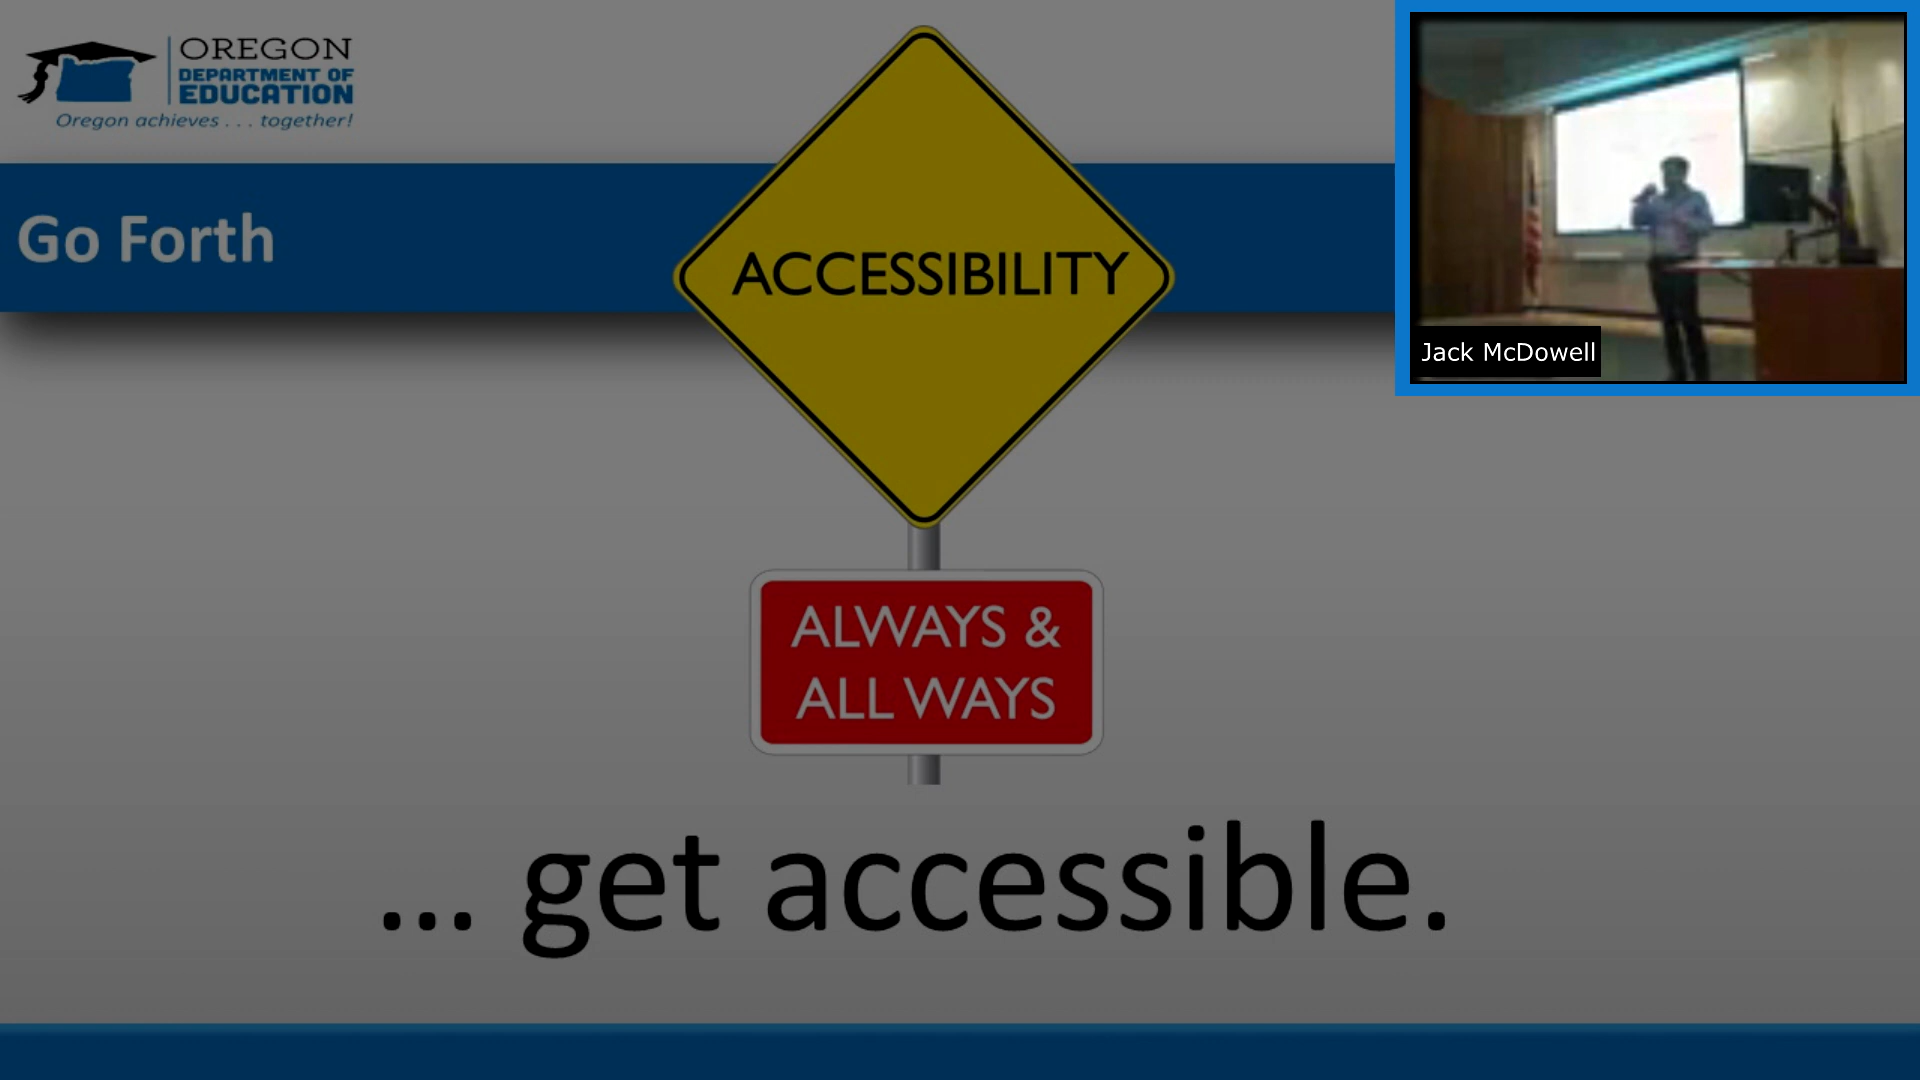 OREGON
DEPARTMENT OF
EDUCATION
Oregon achieves . . . together!
Go Forth
ACCESSIBILITY
ALWAYS &
ALL WAYS
... get accessible.
Jack McDowell